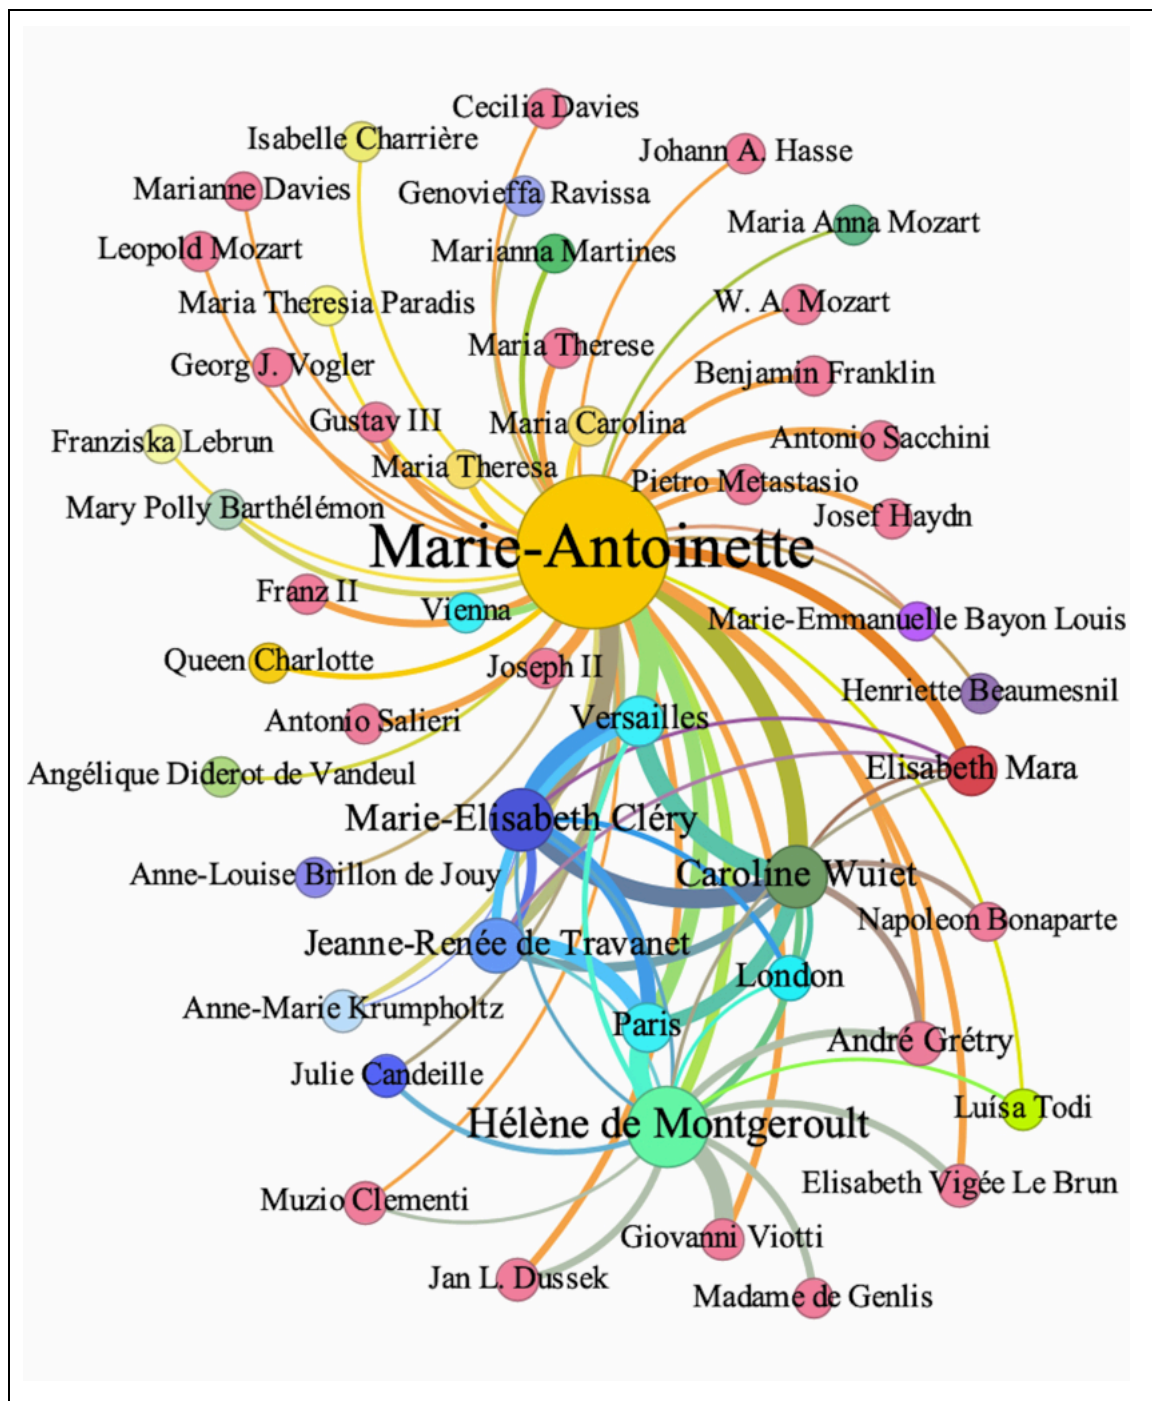 Cecilia Davies
Isabelle Charrière
Johann A. Hasse
Marianne Davies
Genovieffa Ravissa
Maria Anna Mozart
Leopold Mozart
Marianna Martines
Maria Theresia Paradis
W. A. Mozart
Maria Therese
Georg J. Vogler
Benjamin Franklin
Gustav III
Maria Carolina
Franziska Lebrun
Antonio Sacchini
Maria Theresa
Pietro Metastasio
Mary Polly Barthélémon
Josef Haydn
Marie-Antoinette
Franz II
Vienna
Marie-Emmanuelle Bayon Louis
Queen Charlotte
Joseph II
Henriette Beaumesnil
Antonio Salieri
Versailles
Angélique Diderot de Vandeul
Elisabeth Mara
Marie-Elisabeth Cléry
Anne-Louise Brillon de Jouy
Caroline Wuiet
Napoleon Bonaparte
Jeanne-Renée de Travanet
London
Anne-Marie Krumpholtz
Paris
André Grétry
Julie Candeille
Luísa Todi
Hélène de Montgeroult
Elisabeth Vigée Le Brun
Muzio Clementi
Giovanni Viotti
Jan L. Dussek
Madame de Genlis